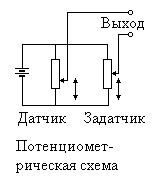 Выход
Датчик Задатчик
Потенциомет-
рическая схема